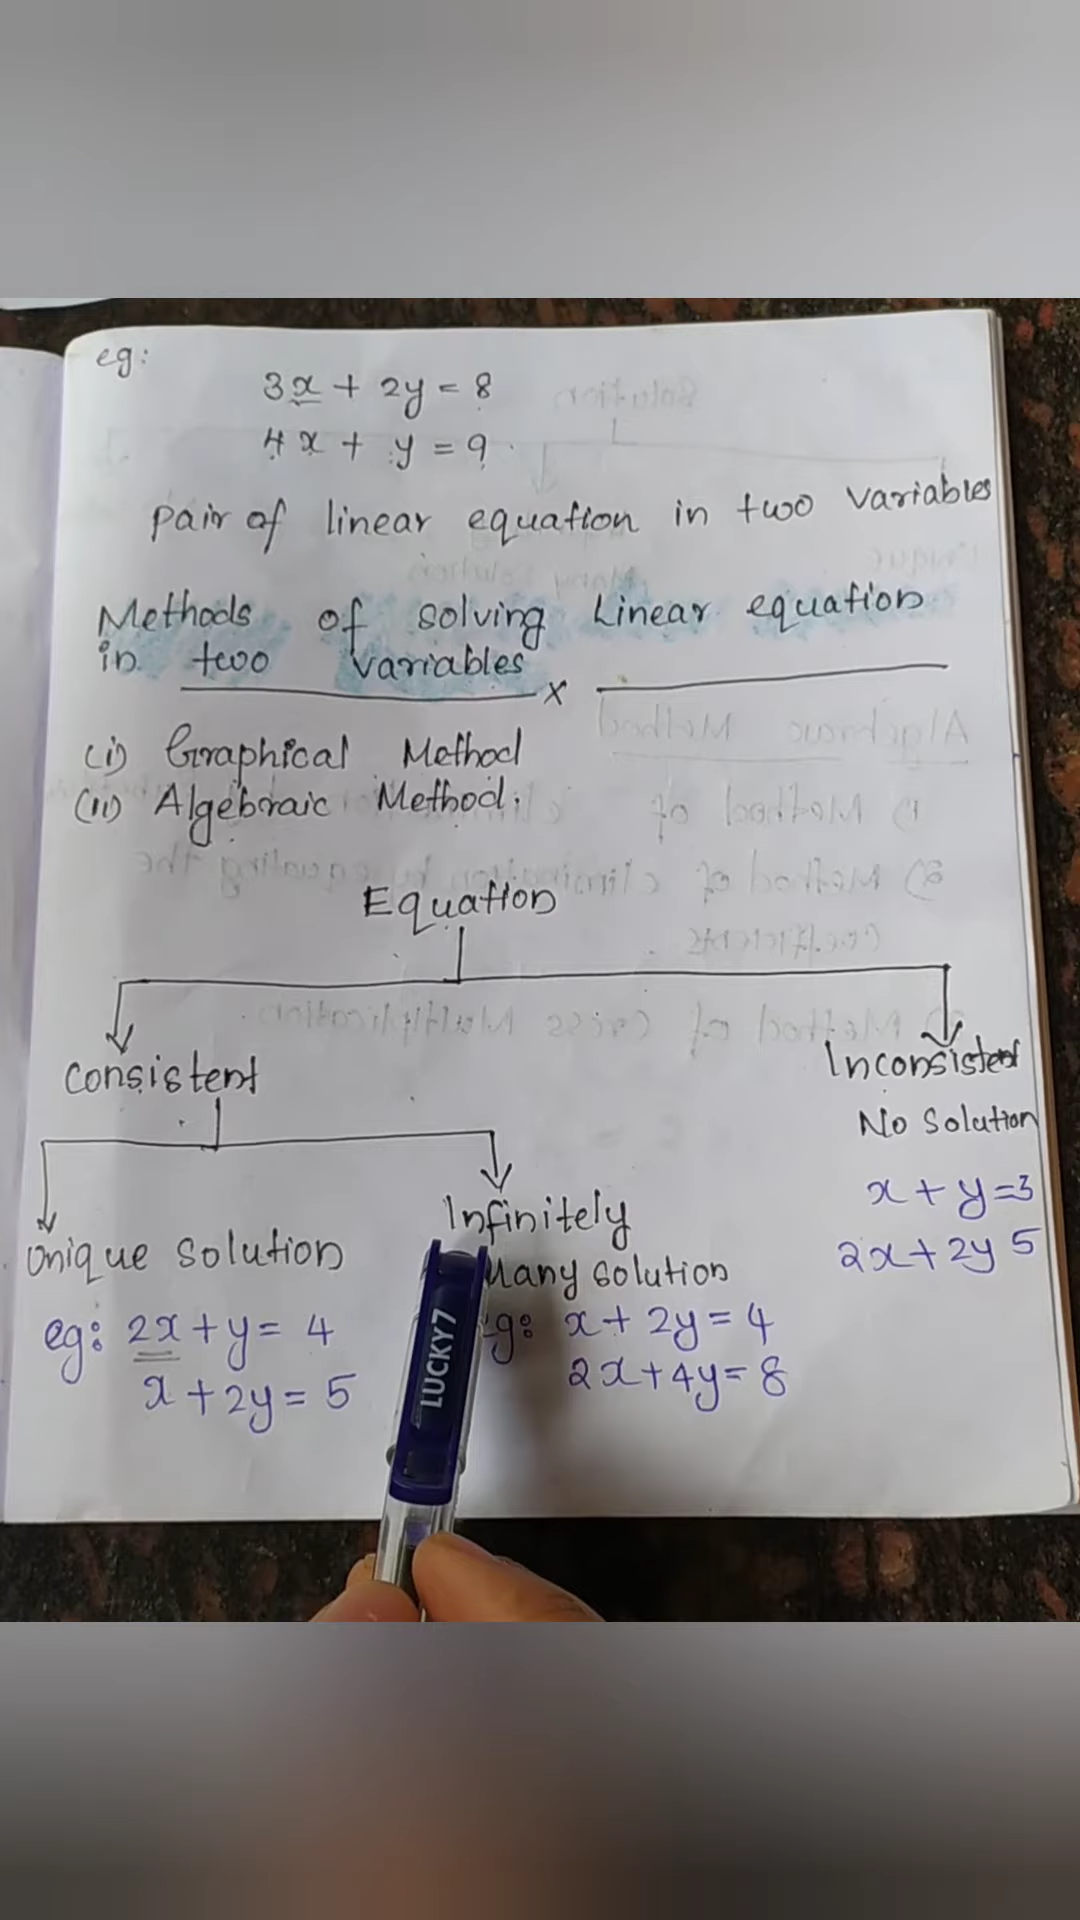 eg:
3x + 2y = 8
4x + y = 9
pair of linear equation in two variables
Methods of solving Linear equation
in two variables
x
(i) Graphical Method
(ii) Algebraic Method.
Equation
Consistent
Inconsistent
No Solution
x + y = 3
2x + 2y 5
Unique Solution
eg: 2x + y = 4
x + 2y = 5
Infinitely
Many solution
eg: x + 2y = 4
2x + 4y = 8
LUCKY7